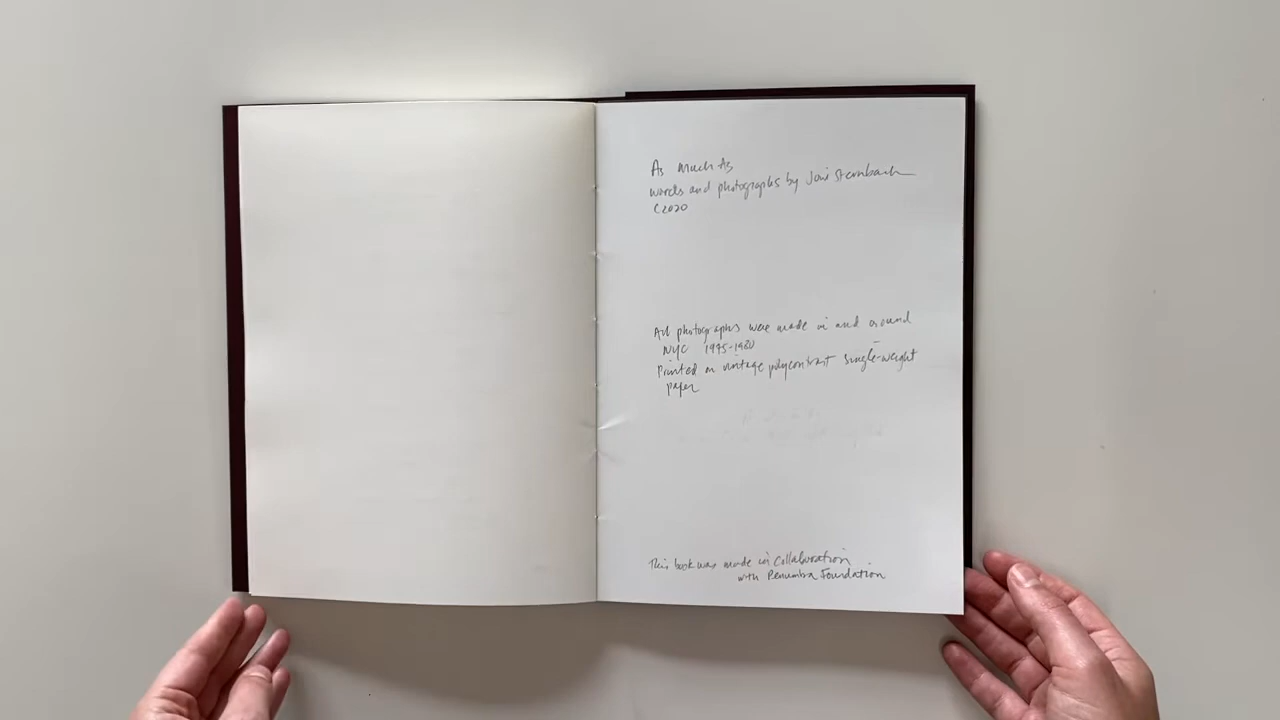 As Much As
words and photographs by Joni Sternbach
©2020
All photographs were made in and around
NYC 1975-1980
Printed on vintage polycontrast single-weight
paper
This book was made in collaboration
with Penumbra Foundation